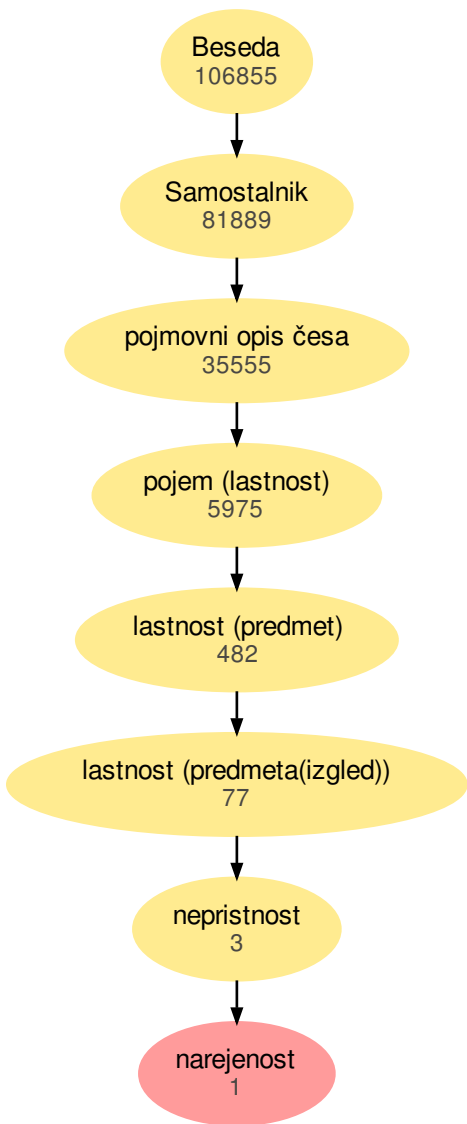 Beseda
106855
Samostalnik
81889
pojmovni opis česa
35555
pojem (lastnost)
5975
lastnost (predmet)
482
lastnost (predmeta(izgled))
77
nepristnost
3
narejenost
1